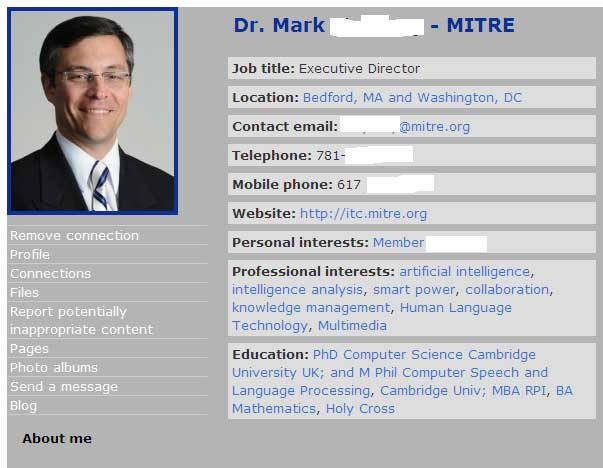 Dr. Mark - MITRE
Job title: Executive Director
Location: Bedford, MA and Washington, DC
Contact email: @mitre.org
Telephone: 781-
Mobile phone: 617
Website: http://itc.mitre.org
Personal interests: Member
Professional interests: artificial intelligence,
intelligence analysis, smart power, collaboration,
knowledge management, Human Language
Technology, Multimedia
Education: PhD Computer Science Cambridge
University UK; and M Phil Computer Speech and
Language Processing, Cambridge Univ; MBA RPI, BA
Mathematics, Holy Cross
Remove connection
Profile
Connections
Files
Report potentially
inappropriate content
Pages
Photo albums
Send a message
Blog
About me